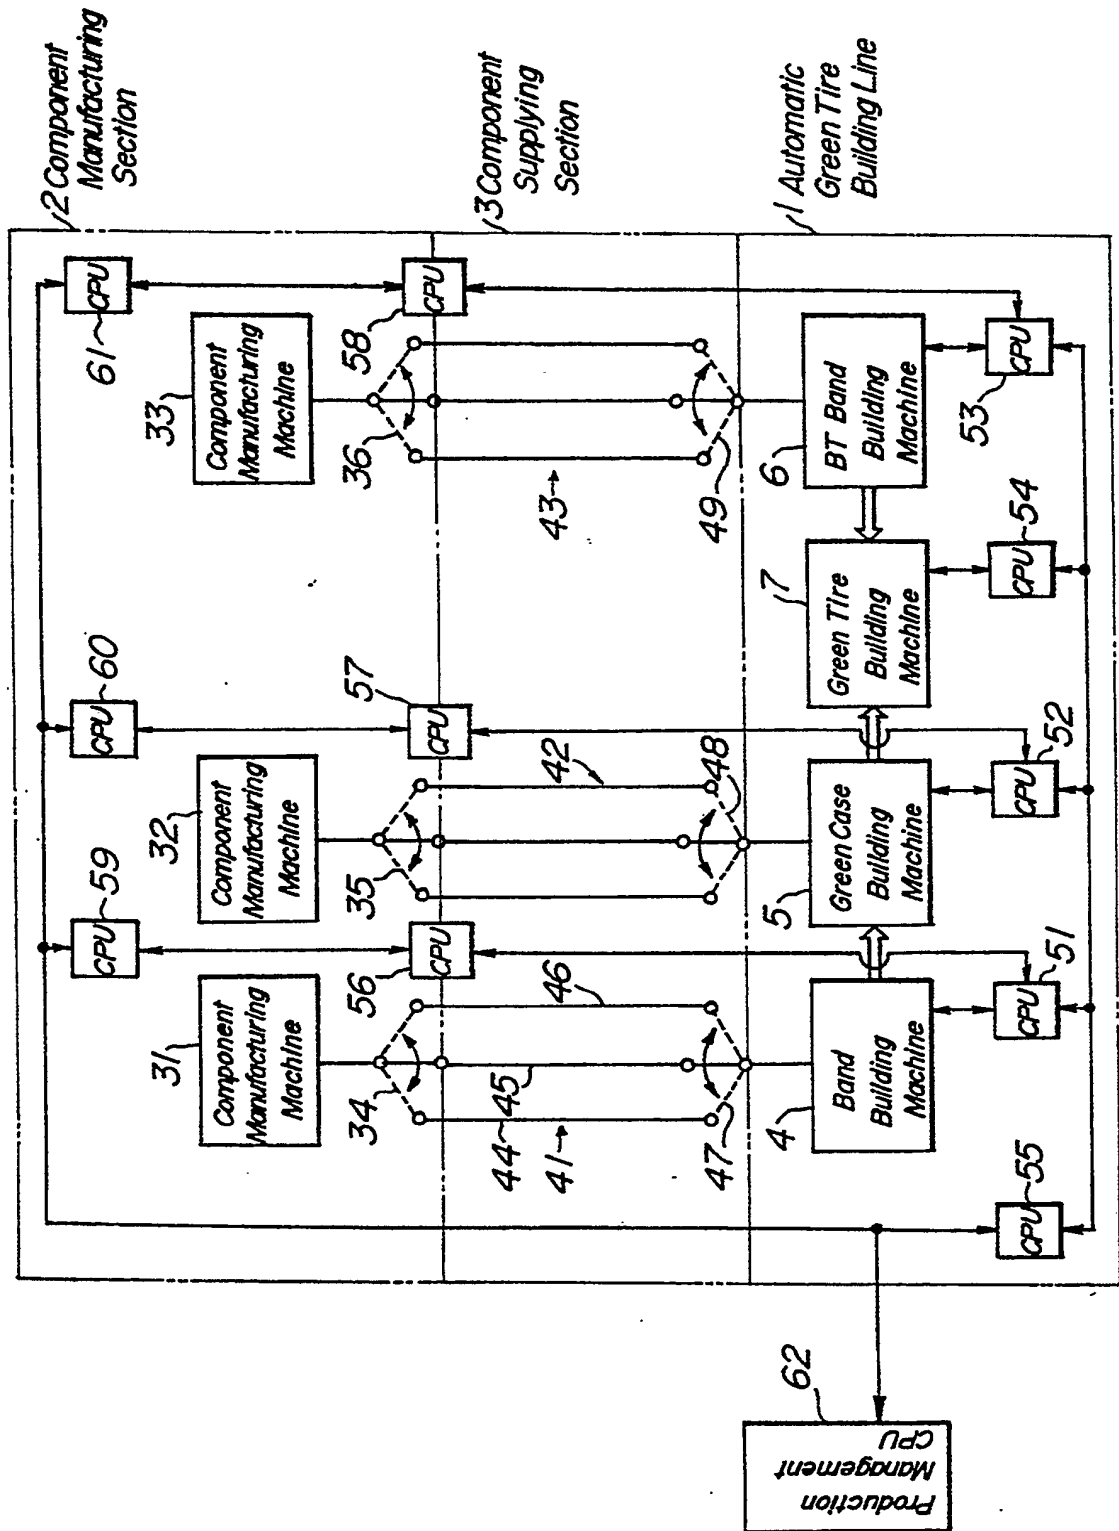 2 Component
Manufacturing
Section
3 Component
Supplying
Section
1 Automatic
Green Tire
Building Line
CPU
59
CPU
60
CPU
61
31
Component
Manufacturing
Machine
32
Component
Manufacturing
Machine
33
Component
Manufacturing
Machine
34
35
36
56
CPU
57
CPU
58
CPU
44
45
46
41
42
43
47
48
49
4
Band
Building
Machine
5
Green Case
Building
Machine
7
Green Tire
Building
Machine
6
BT Band
Building
Machine
CPU
55
CPU
51
CPU
52
CPU
54
CPU
53
62
Production
Management
CPU